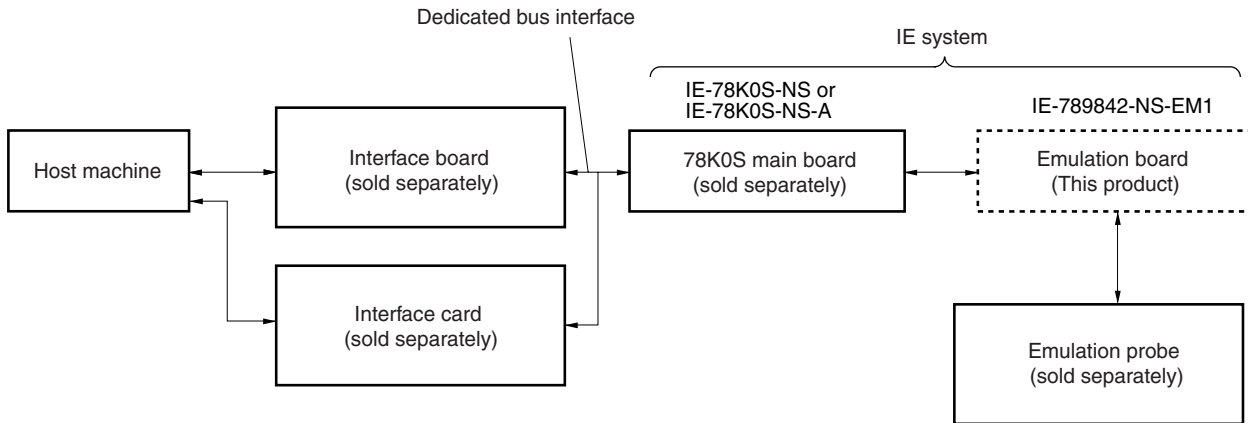 Dedicated bus interface
IE system
IE-78K0S-NS or
IE-78K0S-NS-A
IE-789842-NS-EM1
Host machine
Interface board
(sold separately)
78K0S main board
(sold separately)
Emulation board
(This product)
Interface card
(sold separately)
Emulation probe
(sold separately)